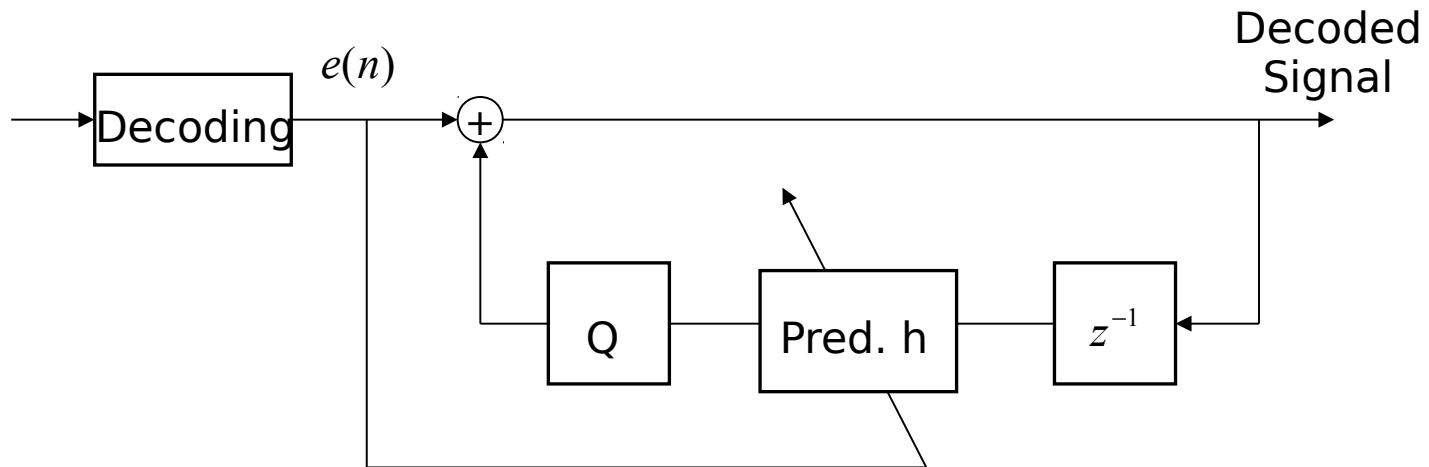 Decoded
Signal
e(n)
Decoding
+
Q
Pred. h
z⁻¹